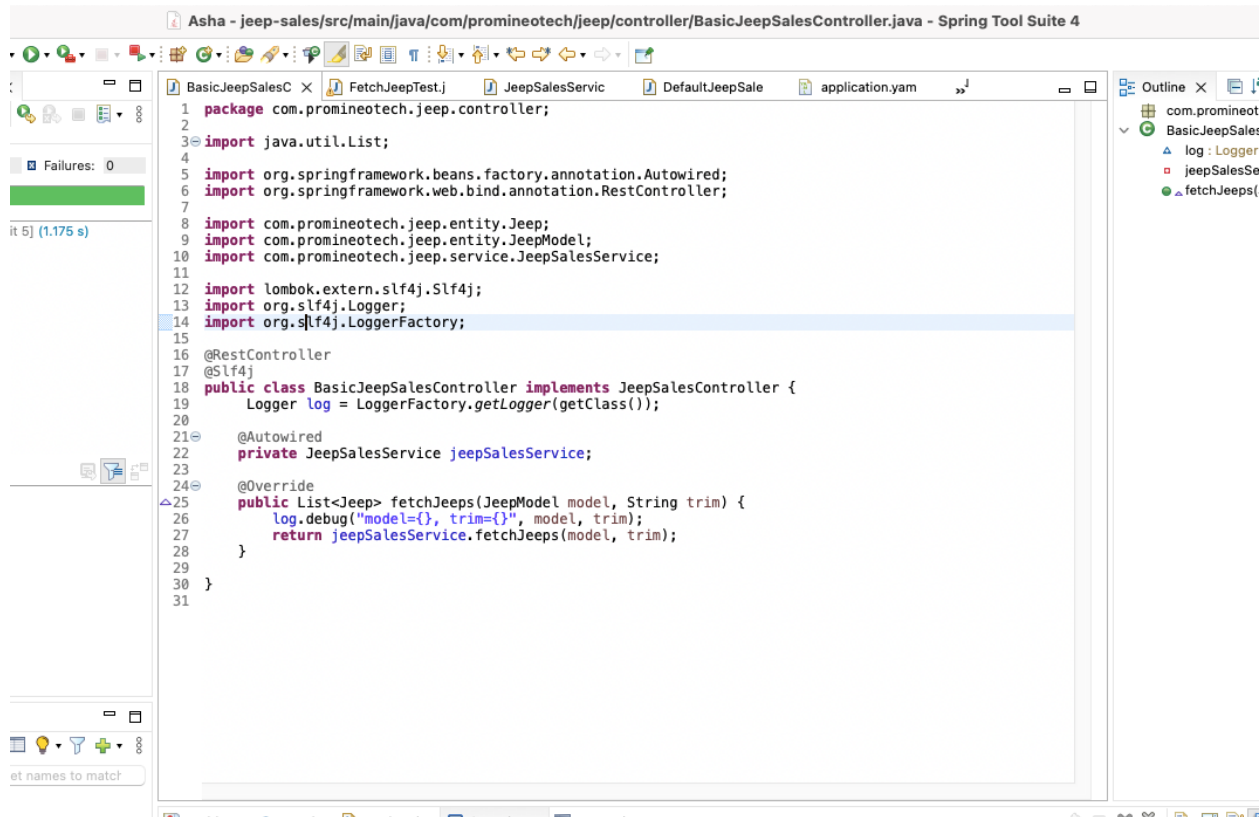 Asha - jeep-sales/src/main/java/com/promineotech/jeep/controller/BasicJeepSalesController.java - Spring Tool Suite 4
BasicJeepSalesC
FetchJeepTest.j
JeepSalesServic
DefaultJeepSale
application.yam
Outline
Failures: 0
it 5] (1.175 s)
et names to match
1 package com.promineotech.jeep.controller;
2
3 import java.util.List;
4
5 import org.springframework.beans.factory.annotation.Autowired;
6 import org.springframework.web.bind.annotation.RestController;
7
8 import com.promineotech.jeep.entity.Jeep;
9 import com.promineotech.jeep.entity.JeepModel;
10 import com.promineotech.jeep.service.JeepSalesService;
11
12 import lombok.extern.slf4j.Slf4j;
13 import org.slf4j.Logger;
14 import org.slf4j.LoggerFactory;
15
16 @RestController
17 @Slf4j
18 public class BasicJeepSalesController implements JeepSalesController {
19 Logger log = LoggerFactory.getLogger(getClass());
20
21 @Autowired
22 private JeepSalesService jeepSalesService;
23
24 @Override
25 public List<Jeep> fetchJeeps(JeepModel model, String trim) {
26 log.debug("model={}, trim={}", model, trim);
27 return jeepSalesService.fetchJeeps(model, trim);
28 }
29
30 }
31
com.promineot
BasicJeepSales
log : Logger
jeepSalesSe
fetchJeeps(